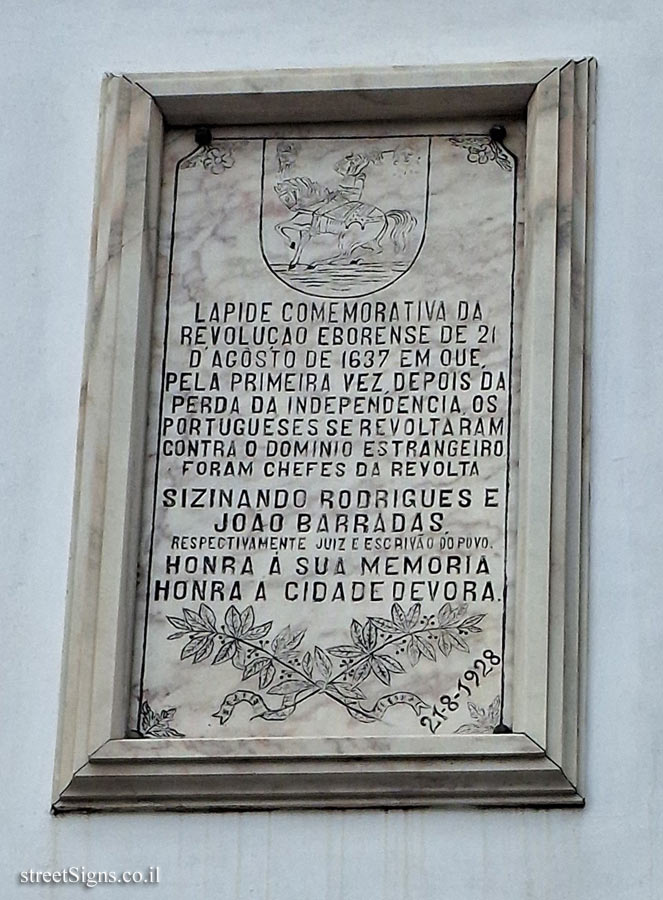 LAPIDE COMEMORATIVA DA
REVOLUÇAO EBORENSE DE 21
D'AGOSTO DE 1637 EM QUE,
PELA PRIMEIRA VEZ, DEPOIS DA
PERDA DA INDEPENDENCIA, OS
PORTUGUESES SE REVOLTARAM
CONTRA O DOMINIO ESTRANGEIRO
FORAM CHEFES DA REVOLTA
SIZINANDO RODRIGUES E
JOÃO BARRADAS,
RESPECTIVAMENTE JUIZ E ESCRIVÃO DO POVO.
HONRA Á SUA MEMORIA
HONRA A CIDADE DEVORA.
21-8-1928
streetSigns.co.il